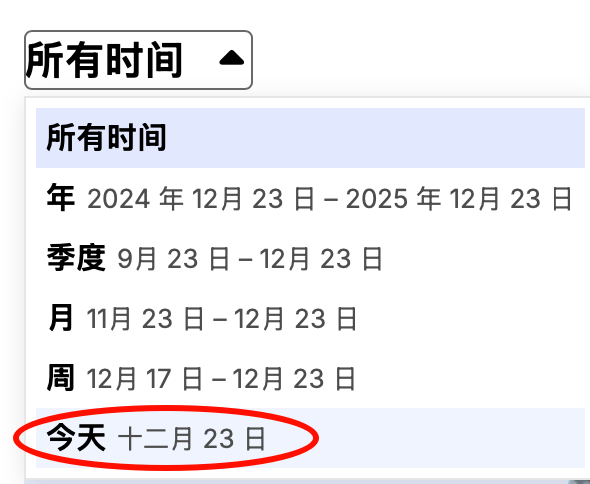 所有时间
所有时间
年 2024 年 12月 23 日 – 2025 年 12月 23 日
季度 9月 23 日 – 12月 23 日
月 11月 23 日 – 12月 23 日
周 12月 17 日 – 12月 23 日
今天 十二月 23 日